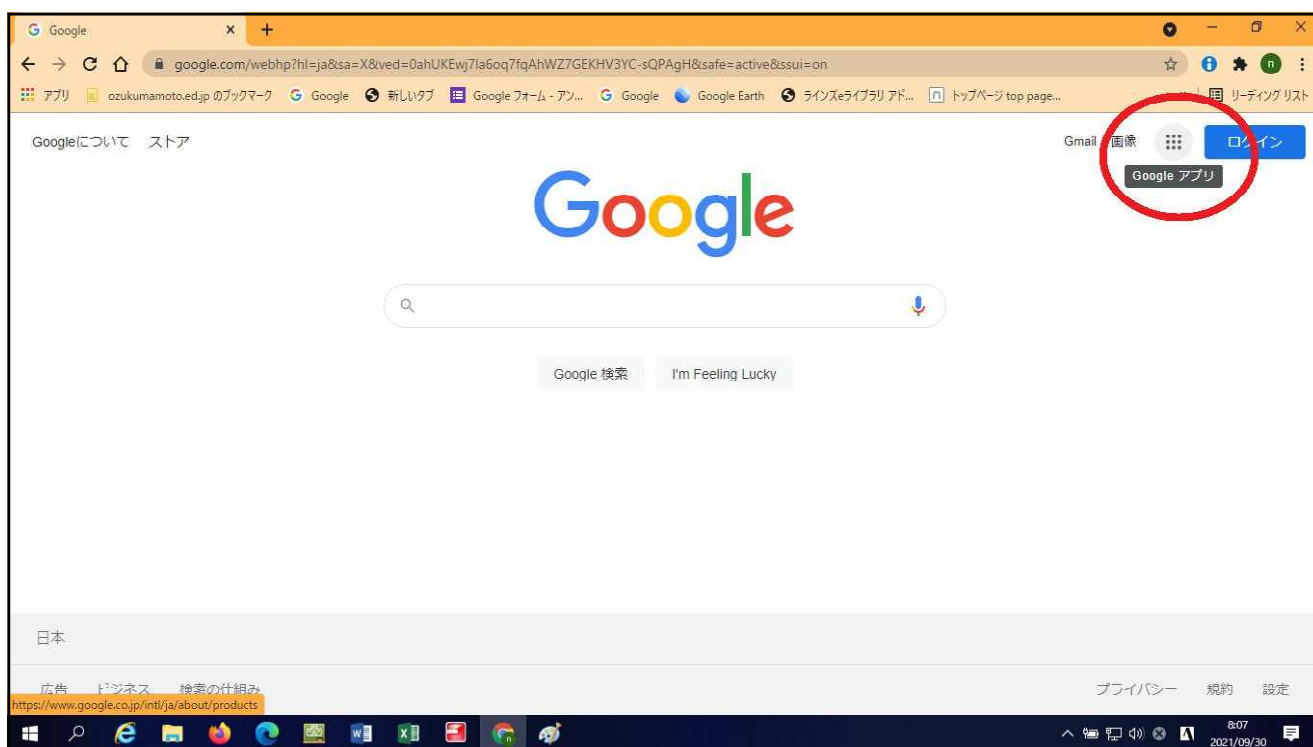 Google
google.com/webhp?hl=ja&sa=X&ved=0ahUKEwj7la6oq7fqAhWZ7GEKHV3YC-sQPAgH&safe=active&ssui=on
アプリ ozukumamoto.ed.jp のブックマーク Google 新しいタブ Google フォーム - アン... Google Google Earth ラインズeライブラリ アド... トップページ top page... » リーディング リスト
Googleについて ストア Gmail 画像 ログイン
Google アプリ
Google
Google 検索 I'm Feeling Lucky
日本
広告 ビジネス 検索の仕組み プライバシー 規約 設定
https://www.google.co.jp/intl/ja/about/products
8:07
2021/09/30